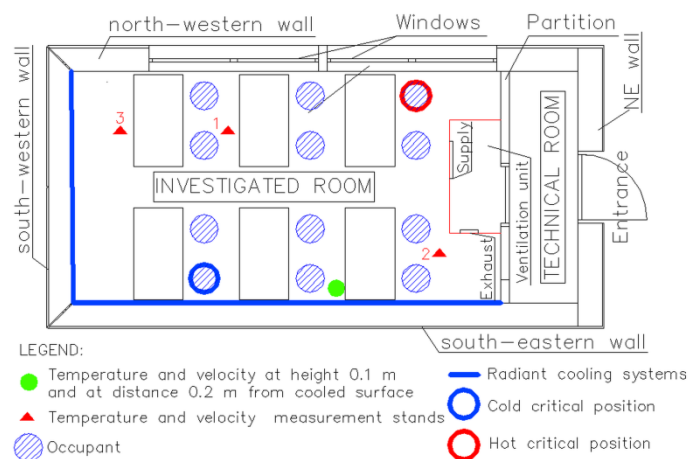 north-western wall
Windows
Partition
NE wall
south-western wall
3
1
Supply
INVESTIGATED ROOM
Ventilation unit
TECHNICAL ROOM
Entrance
2
Exhaust
south-eastern wall
LEGEND:
Temperature and velocity at height 0.1 m
and at distance 0.2 m from cooled surface
Temperature and velocity measurement stands
Occupant
Radiant cooling systems
Cold critical position
Hot critical position